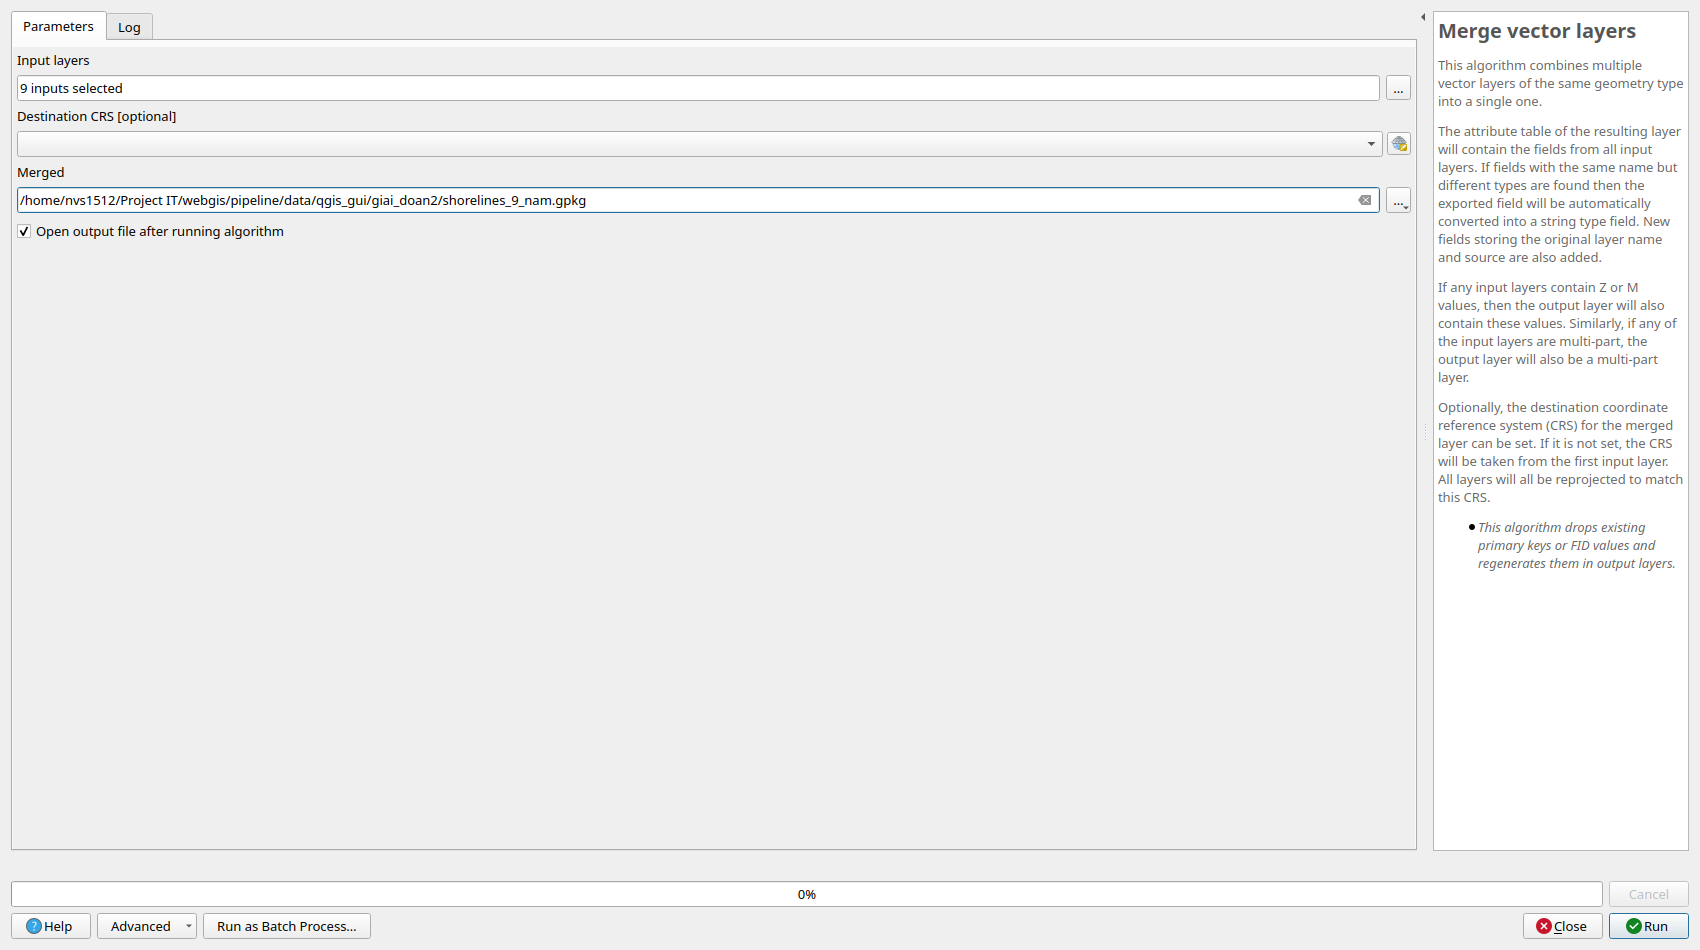 Parameters
Log
Input layers
9 inputs selected
...
Destination CRS [optional]
Merged
/home/nvs1512/Project IT/webgis/pipeline/data/qgis_gui/giai_doan2/shorelines_9_nam.gpkg
...
Open output file after running algorithm
Merge vector layers
This algorithm combines multiple
vector layers of the same geometry type
into a single one.
The attribute table of the resulting layer
will contain the fields from all input
layers. If fields with the same name but
different types are found then the
exported field will be automatically
converted into a string type field. New
fields storing the original layer name
and source are also added.
If any input layers contain Z or M
values, then the output layer will also
contain these values. Similarly, if any of
the input layers are multi-part, the
output layer will also be a multi-part
layer.
Optionally, the destination coordinate
reference system (CRS) for the merged
layer can be set. If it is not set, the CRS
will be taken from the first input layer.
All layers will all be reprojected to match
this CRS.
This algorithm drops existing
primary keys or FID values and
regenerates them in output layers.
0%
Cancel
Help
Advanced
Run as Batch Process...
Close
Run